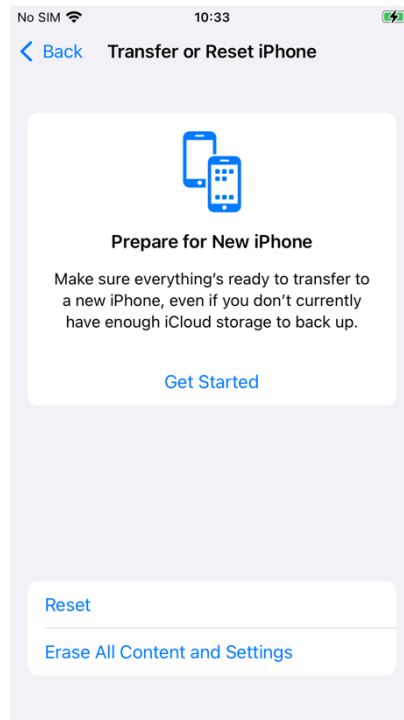 No SIM 10:33
Back Transfer or Reset iPhone
Prepare for New iPhone
Make sure everything's ready to transfer to
a new iPhone, even if you don't currently
have enough iCloud storage to back up.
Get Started
Reset
Erase All Content and Settings